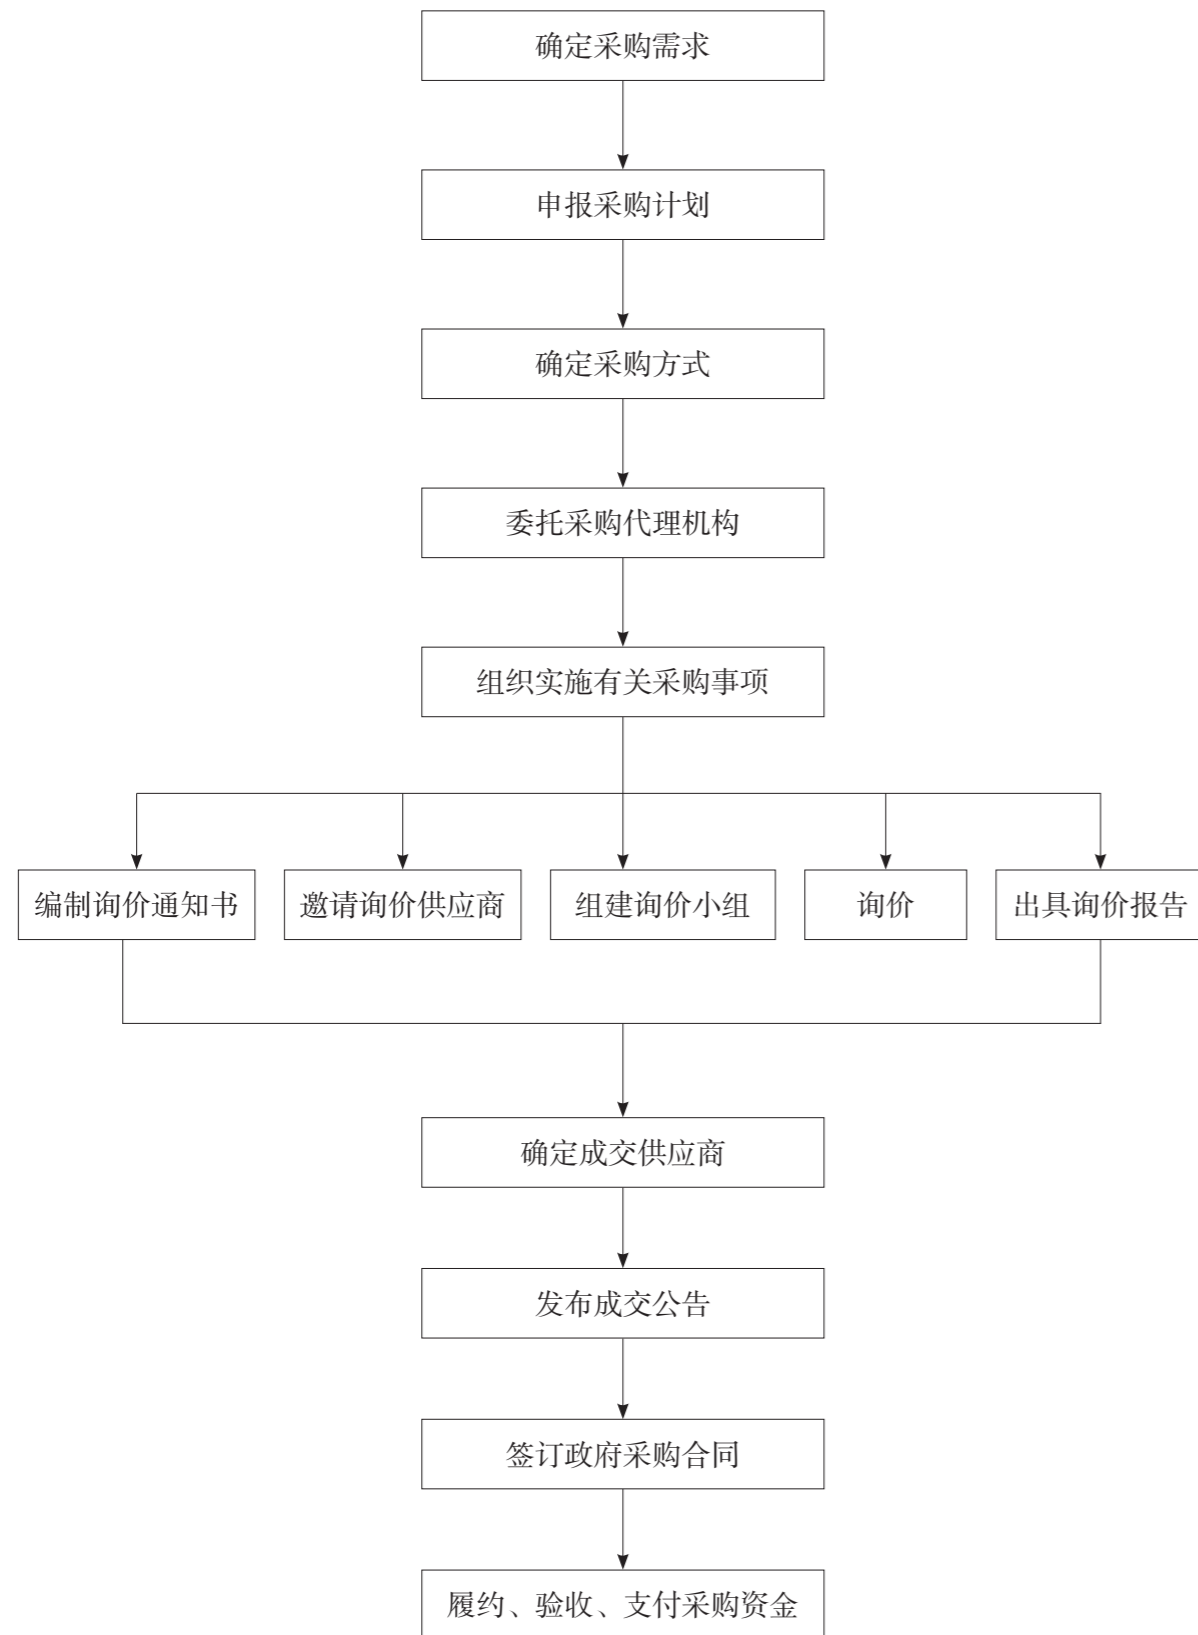 确定采购需求
申报采购计划
确定采购方式
委托采购代理机构
组织实施有关采购事项
编制询价通知书
邀请询价供应商
组建询价小组
询价
出具询价报告
确定成交供应商
发布成交公告
签订政府采购合同
履约、验收、支付采购资金